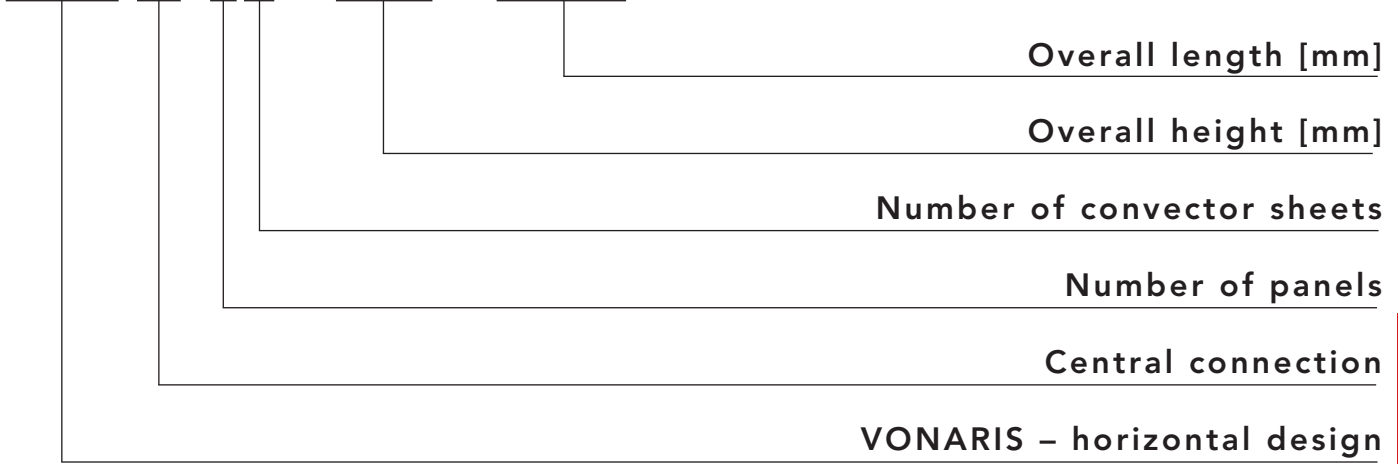 Overall length [mm]
Overall height [mm]
Number of convector sheets
Number of panels
Central connection
VONARIS – horizontal design